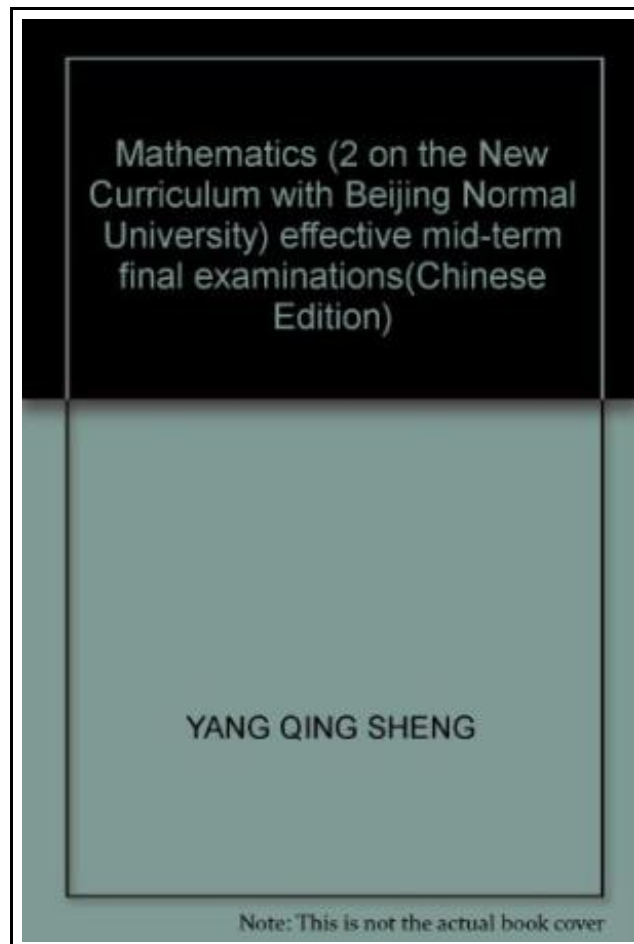 Mathematics (2 on the New
Curriculum with Beijing Normal
University) effective mid-term
final examinations(Chinese
Edition)
YANG QING SHENG
Note: This is not the actual book cover